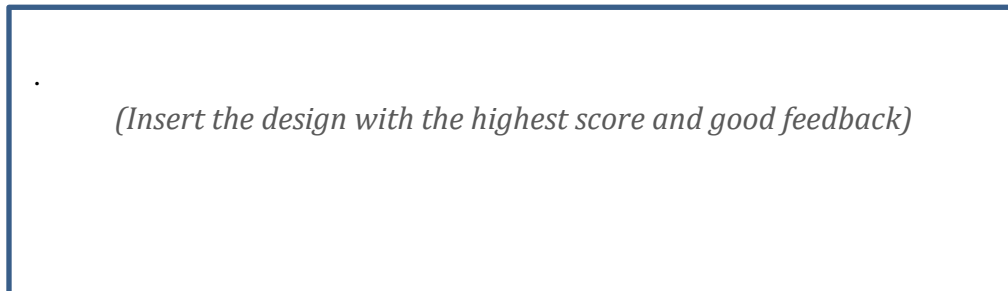 .
(Insert the design with the highest score and good feedback)